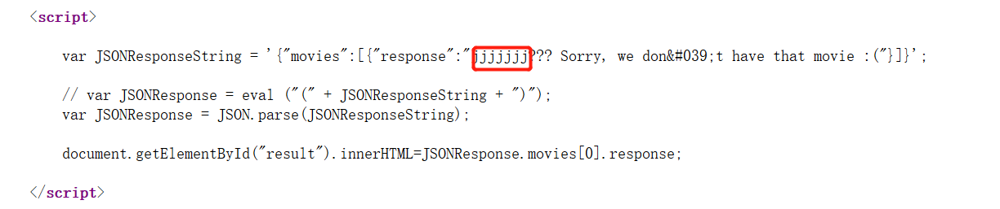 <script>
var JSONResponseString = '{"movies":[{"response":"jjjjjjj??? Sorry, we don&#039;t have that movie :("}]}';
// var JSONResponse = eval ("(" + JSONResponseString + ")");
var JSONResponse = JSON.parse(JSONResponseString);
document.getElementById("result").innerHTML=JSONResponse.movies[0].response;
</script>